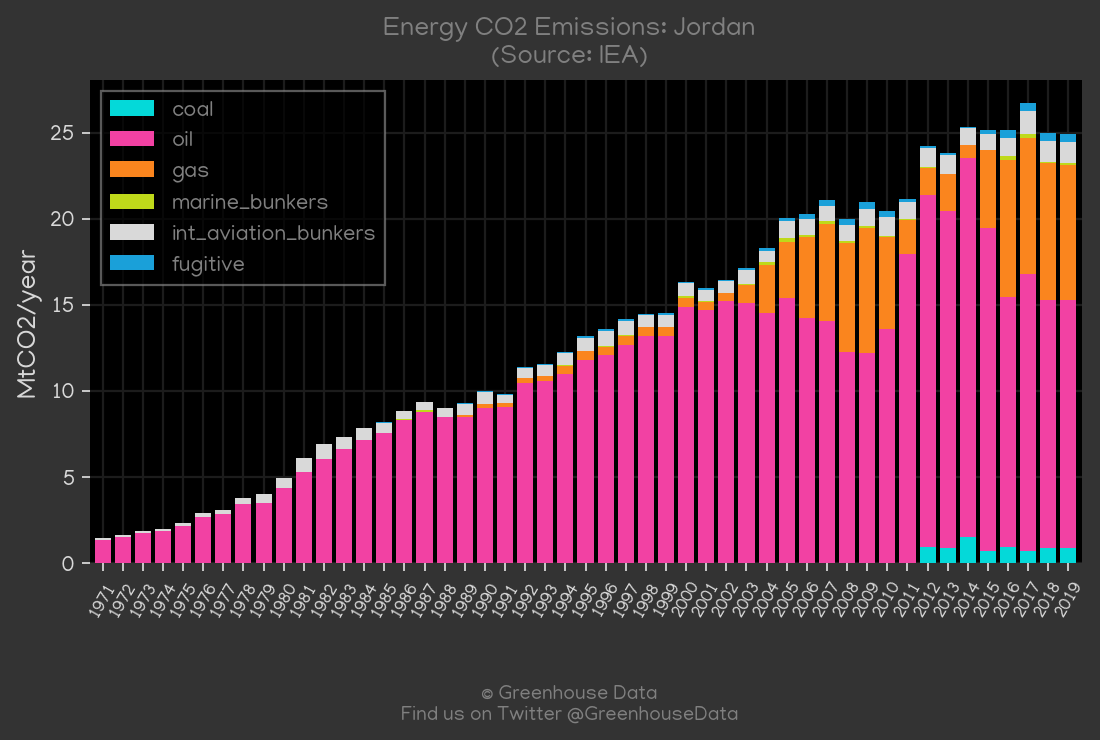 Energy CO2 Emissions: Jordan
(Source: IEA)
coal
oil
gas
marine_bunkers
int_aviation_bunkers
fugitive
MtCO2/year
25
20
15
10
5
0
1971 1972 1973 1974 1975 1976 1977 1978 1979 1980 1981 1982 1983 1984 1985 1986 1987 1988 1989 1990 1991 1992 1993 1994 1995 1996 1997 1998 1999 2000 2001 2002 2003 2004 2005 2006 2007 2008 2009 2010 2011 2012 2013 2014 2015 2016 2017 2018 2019
© Greenhouse Data
Find us on Twitter @GreenhouseData